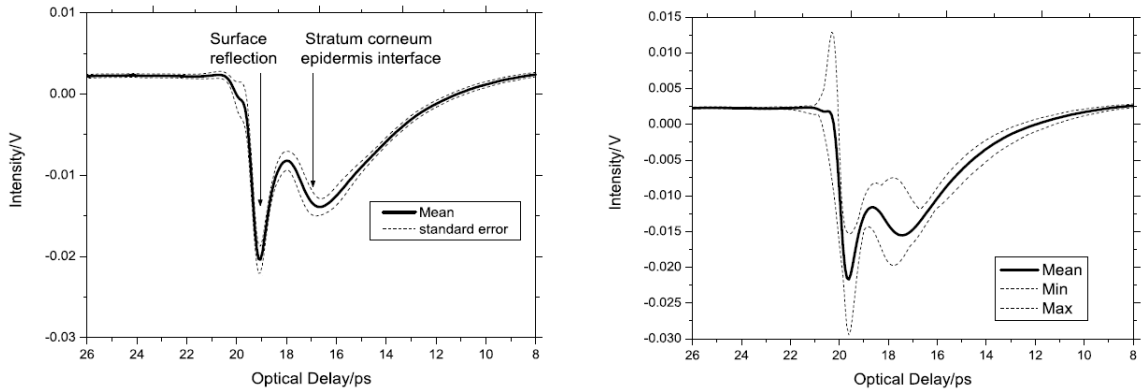 0.01
0.00
-0.01
-0.02
-0.03
Intensity/V
Surface
reflection
Stratum corneum
epidermis interface
Mean
standard error
26 24 22 20 18 16 14 12 10 8
Optical Delay/ps
0.015
0.010
0.005
0.000
-0.005
-0.010
-0.015
-0.020
-0.025
-0.030
Intensity/V
Mean
Min
Max
26 24 22 20 18 16 14 12 10 8
Optical Delay/ps